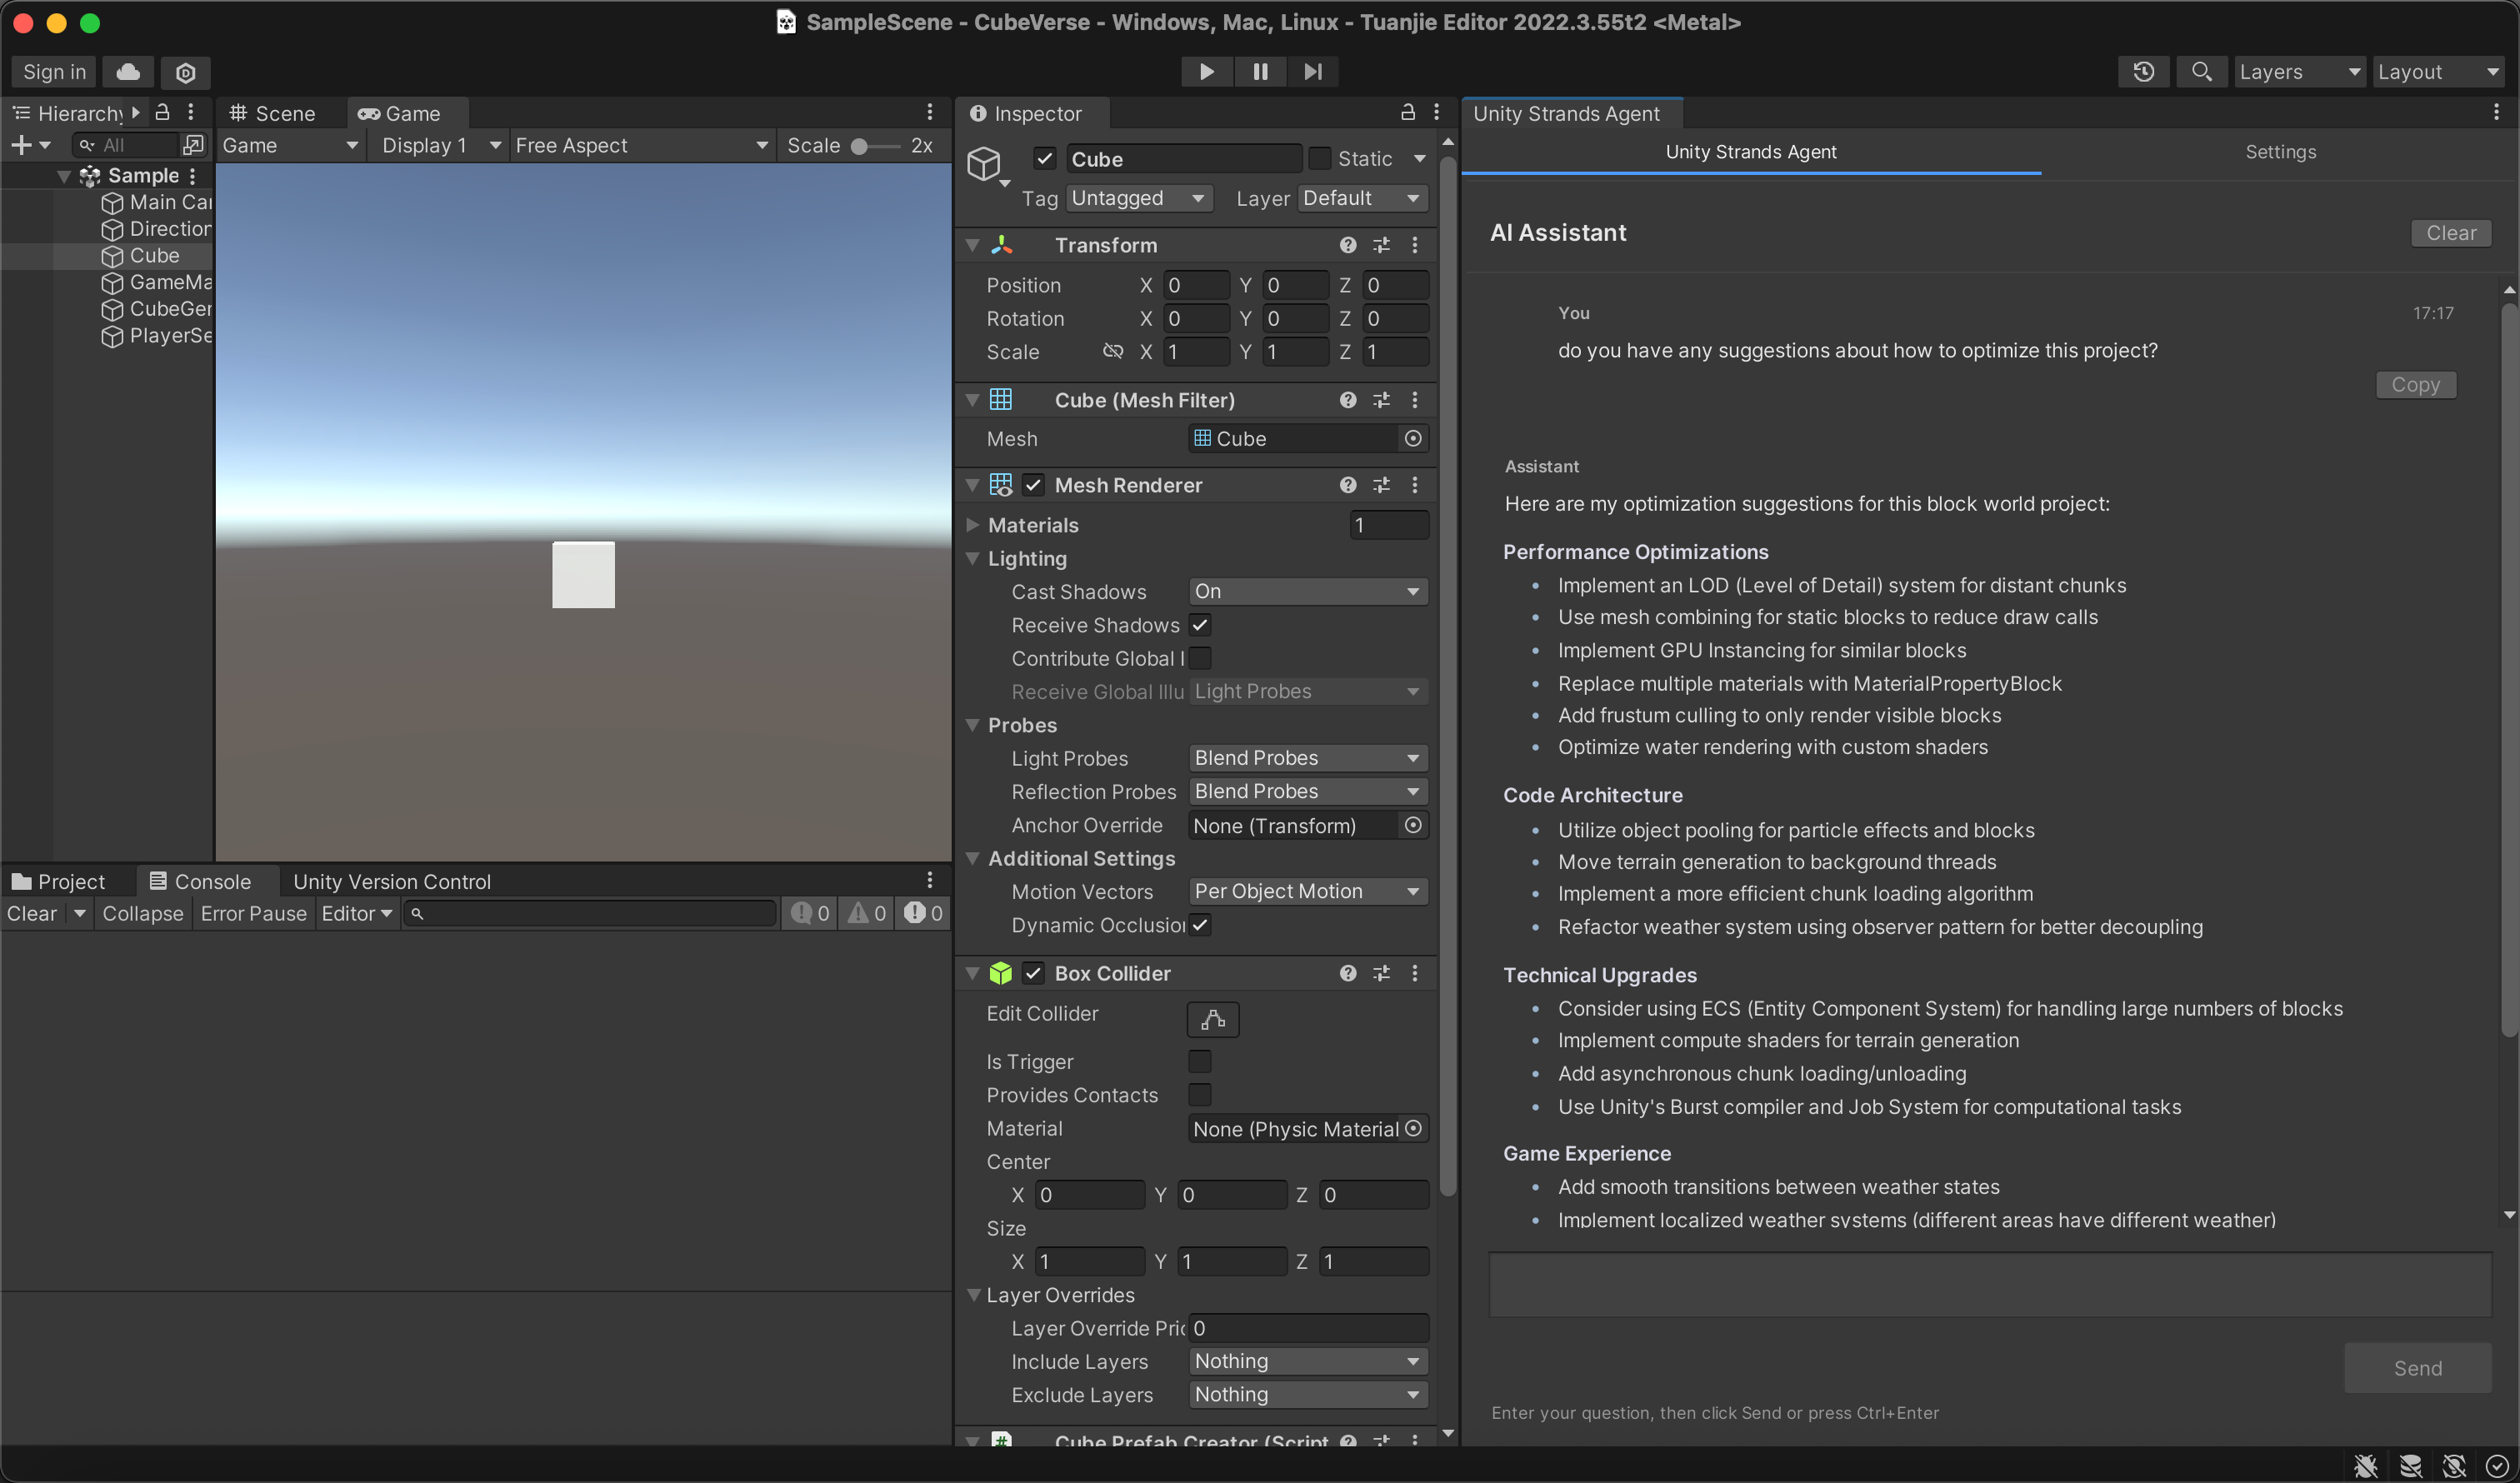 SampleScene - CubeVerse - Windows, Mac, Linux - Tuanjie Editor 2022.3.55t2 <Metal>
Sign in
Layers
Layout
Hierarchy
All
Sample
Main Car
Direction
Cube
GameMa
CubeGer
PlayerSe
Scene
Game
Game
Display 1
Free Aspect
Scale
2x
Project
Console
Unity Version Control
Clear
Collapse
Error Pause
Editor
0
0
0
Inspector
Cube
Static
Tag
Untagged
Layer
Default
Transform
Position X 0 Y 0 Z 0
Rotation X 0 Y 0 Z 0
Scale X 1 Y 1 Z 1
Cube (Mesh Filter)
Mesh Cube
Mesh Renderer
Materials 1
Lighting
Cast Shadows On
Receive Shadows
Contribute Global I
Receive Global Illu Light Probes
Probes
Light Probes Blend Probes
Reflection Probes Blend Probes
Anchor Override None (Transform)
Additional Settings
Motion Vectors Per Object Motion
Dynamic Occlusion
Box Collider
Edit Collider
Is Trigger
Provides Contacts
Material None (Physic Material
Center
X 0 Y 0 Z 0
Size
X 1 Y 1 Z 1
Layer Overrides
Layer Override Pric 0
Include Layers Nothing
Exclude Layers Nothing
Cube Prefab Creator (Script
Unity Strands Agent
Unity Strands Agent
Settings
AI Assistant
Clear
You
17:17
do you have any suggestions about how to optimize this project?
Copy
Assistant
Here are my optimization suggestions for this block world project:
Performance Optimizations
• Implement an LOD (Level of Detail) system for distant chunks
• Use mesh combining for static blocks to reduce draw calls
• Implement GPU Instancing for similar blocks
• Replace multiple materials with MaterialPropertyBlock
• Add frustum culling to only render visible blocks
• Optimize water rendering with custom shaders
Code Architecture
• Utilize object pooling for particle effects and blocks
• Move terrain generation to background threads
• Implement a more efficient chunk loading algorithm
• Refactor weather system using observer pattern for better decoupling
Technical Upgrades
• Consider using ECS (Entity Component System) for handling large numbers of blocks
• Implement compute shaders for terrain generation
• Add asynchronous chunk loading/unloading
• Use Unity's Burst compiler and Job System for computational tasks
Game Experience
• Add smooth transitions between weather states
• Implement localized weather systems (different areas have different weather)
Send
Enter your question, then click Send or press Ctrl+Enter